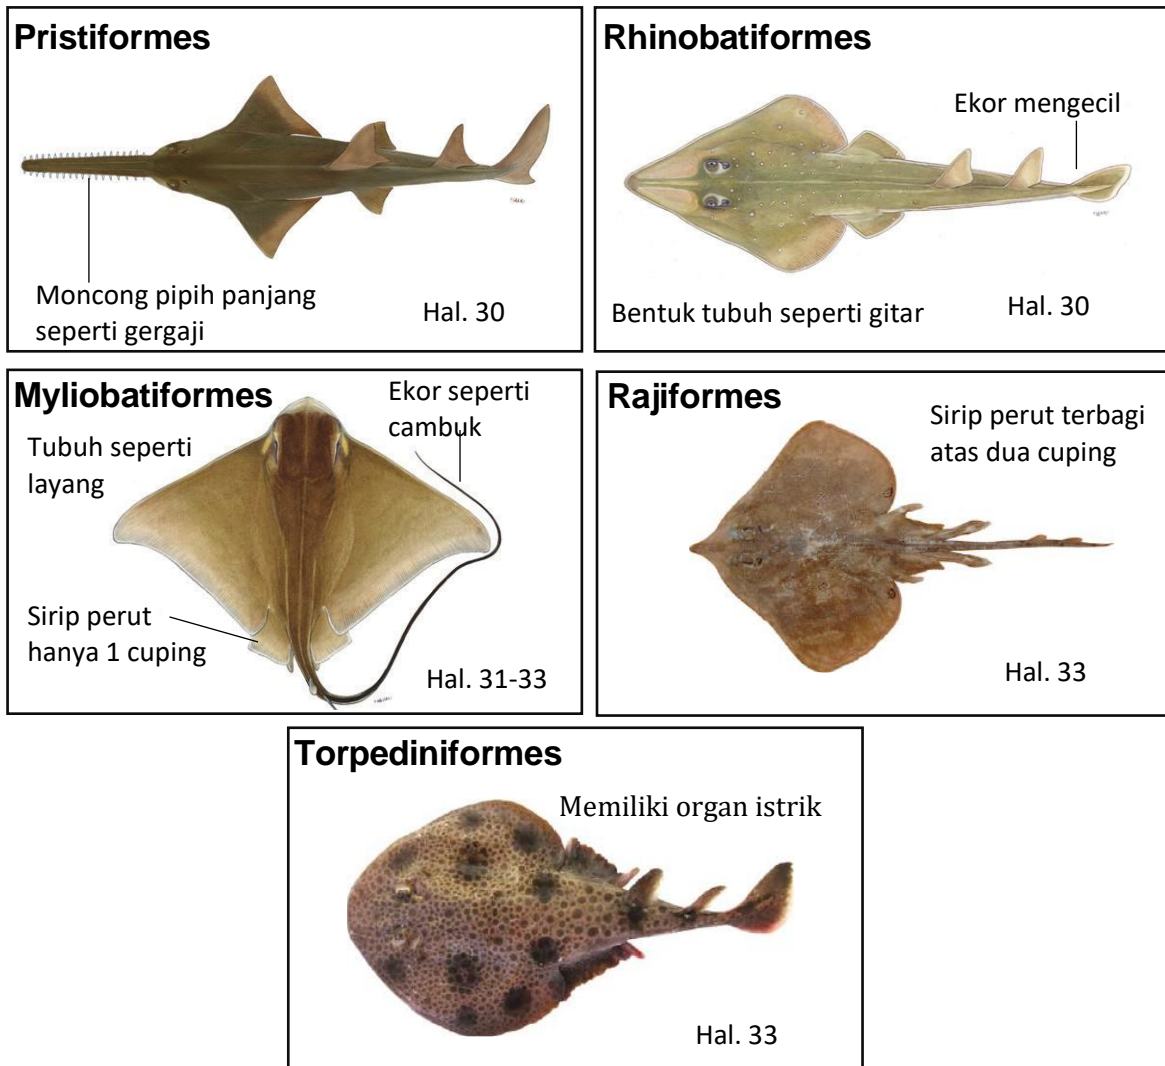 Pristiformes
Moncong pipih panjang
seperti gergaji
Hal. 30
Rhinobatiformes
Ekor mengecil
Bentuk tubuh seperti gitar
Hal. 30
Myliobatiformes
Ekor seperti
cambuk
Tubuh seperti
layang
Sirip perut
hanya 1 cuping
Hal. 31-33
Rajiformes
Sirip perut terbagi
atas dua cuping
Hal. 33
Torpediniformes
Memiliki organ istrik
Hal. 33